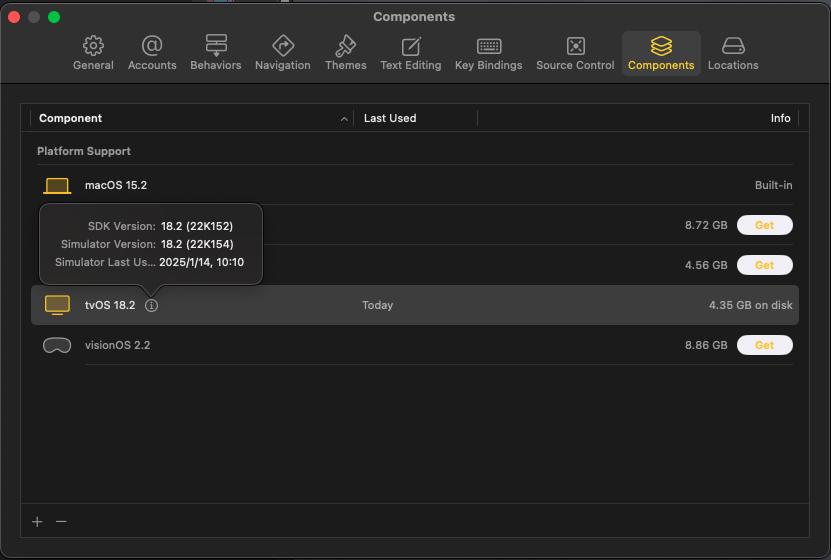 Components
General
Accounts
Behaviors
Navigation
Themes
Text Editing
Key Bindings
Source Control
Components
Locations
Component
Last Used
Info
Platform Support
macOS 15.2
Built-in
SDK Version: 18.2 (22K152)
Simulator Version: 18.2 (22K154)
Simulator Last Us... 2025/1/14, 10:10
8.72 GB
Get
4.56 GB
Get
tvOS 18.2
Today
4.35 GB on disk
visionOS 2.2
8.86 GB
Get